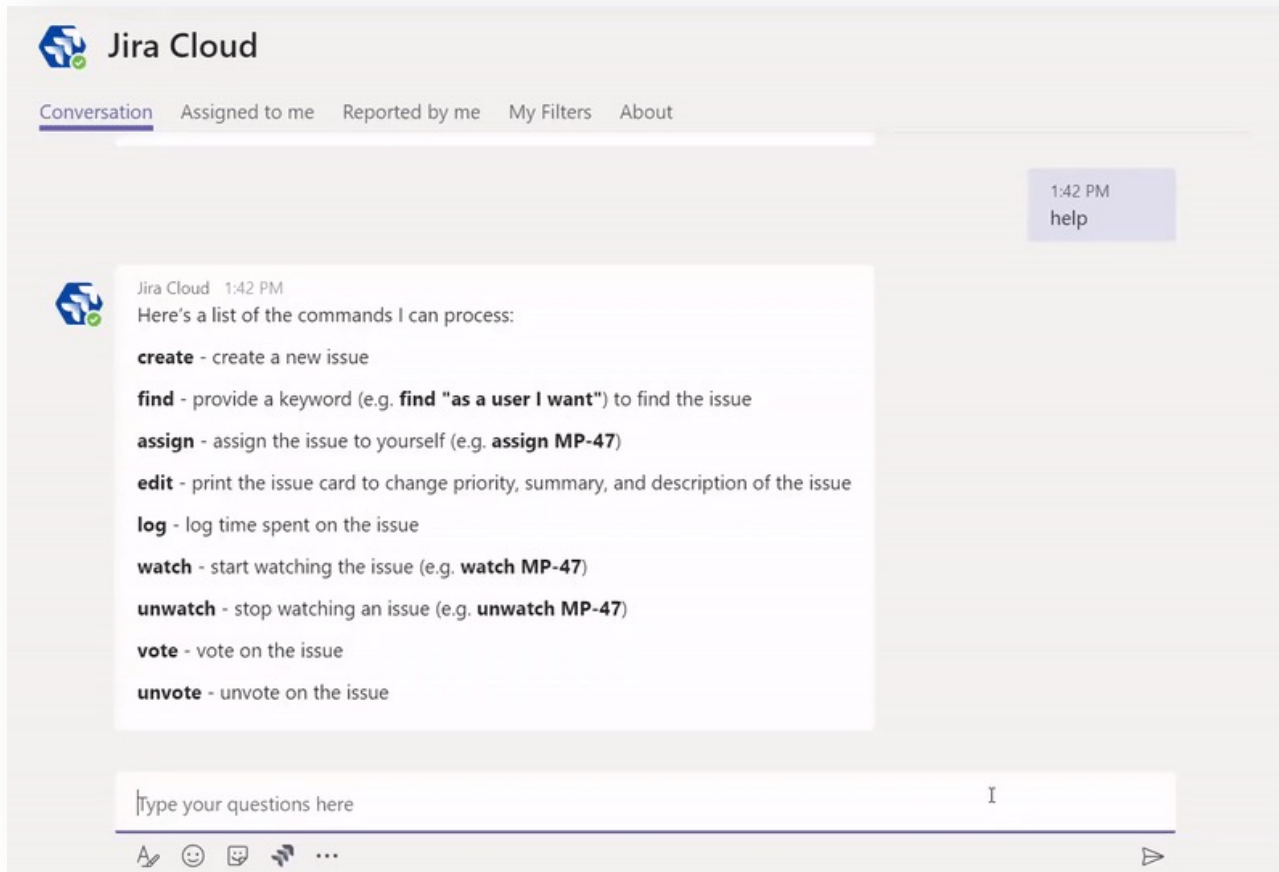 Jira Cloud
Conversation Assigned to me Reported by me My Filters About
1:42 PM
help
Jira Cloud 1:42 PM
Here's a list of the commands I can process:
create - create a new issue
find - provide a keyword (e.g. find "as a user I want") to find the issue
assign - assign the issue to yourself (e.g. assign MP-47)
edit - print the issue card to change priority, summary, and description of the issue
log - log time spent on the issue
watch - start watching the issue (e.g. watch MP-47)
unwatch - stop watching an issue (e.g. unwatch MP-47)
vote - vote on the issue
unvote - unvote on the issue
Type your questions here